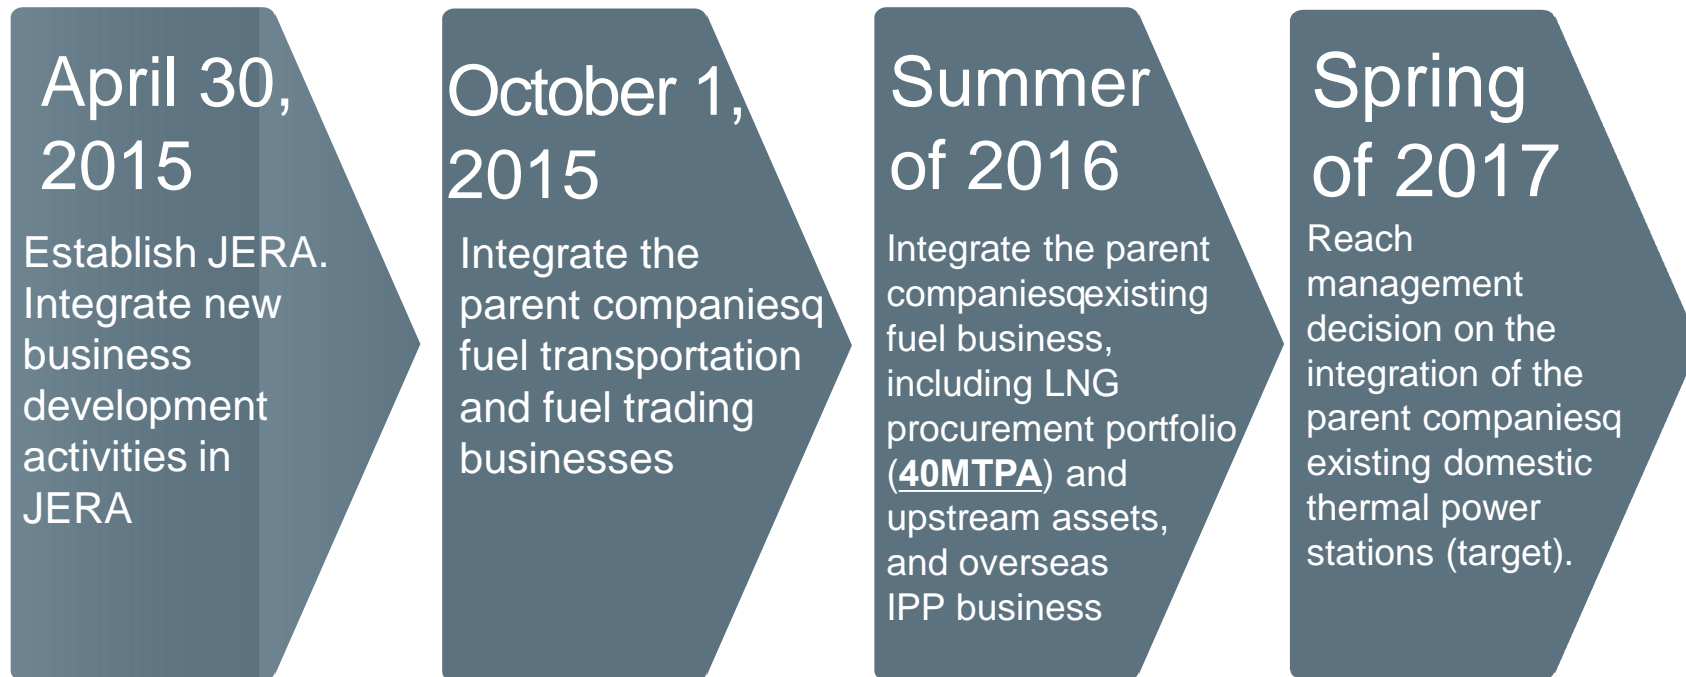 April 30,
2015
Establish JERA.
Integrate new
business
development
activities in
JERA
October 1,
2015
Integrate the
parent companiesq
fuel transportation
and fuel trading
businesses
Summer
of 2016
Integrate the parent
companiesqexisting
fuel business,
including LNG
procurement portfolio
(40MTPA) and
upstream assets,
and overseas
IPP business
Spring
of 2017
Reach
management
decision on the
integration of the
parent companiesq
existing domestic
thermal power
stations (target).